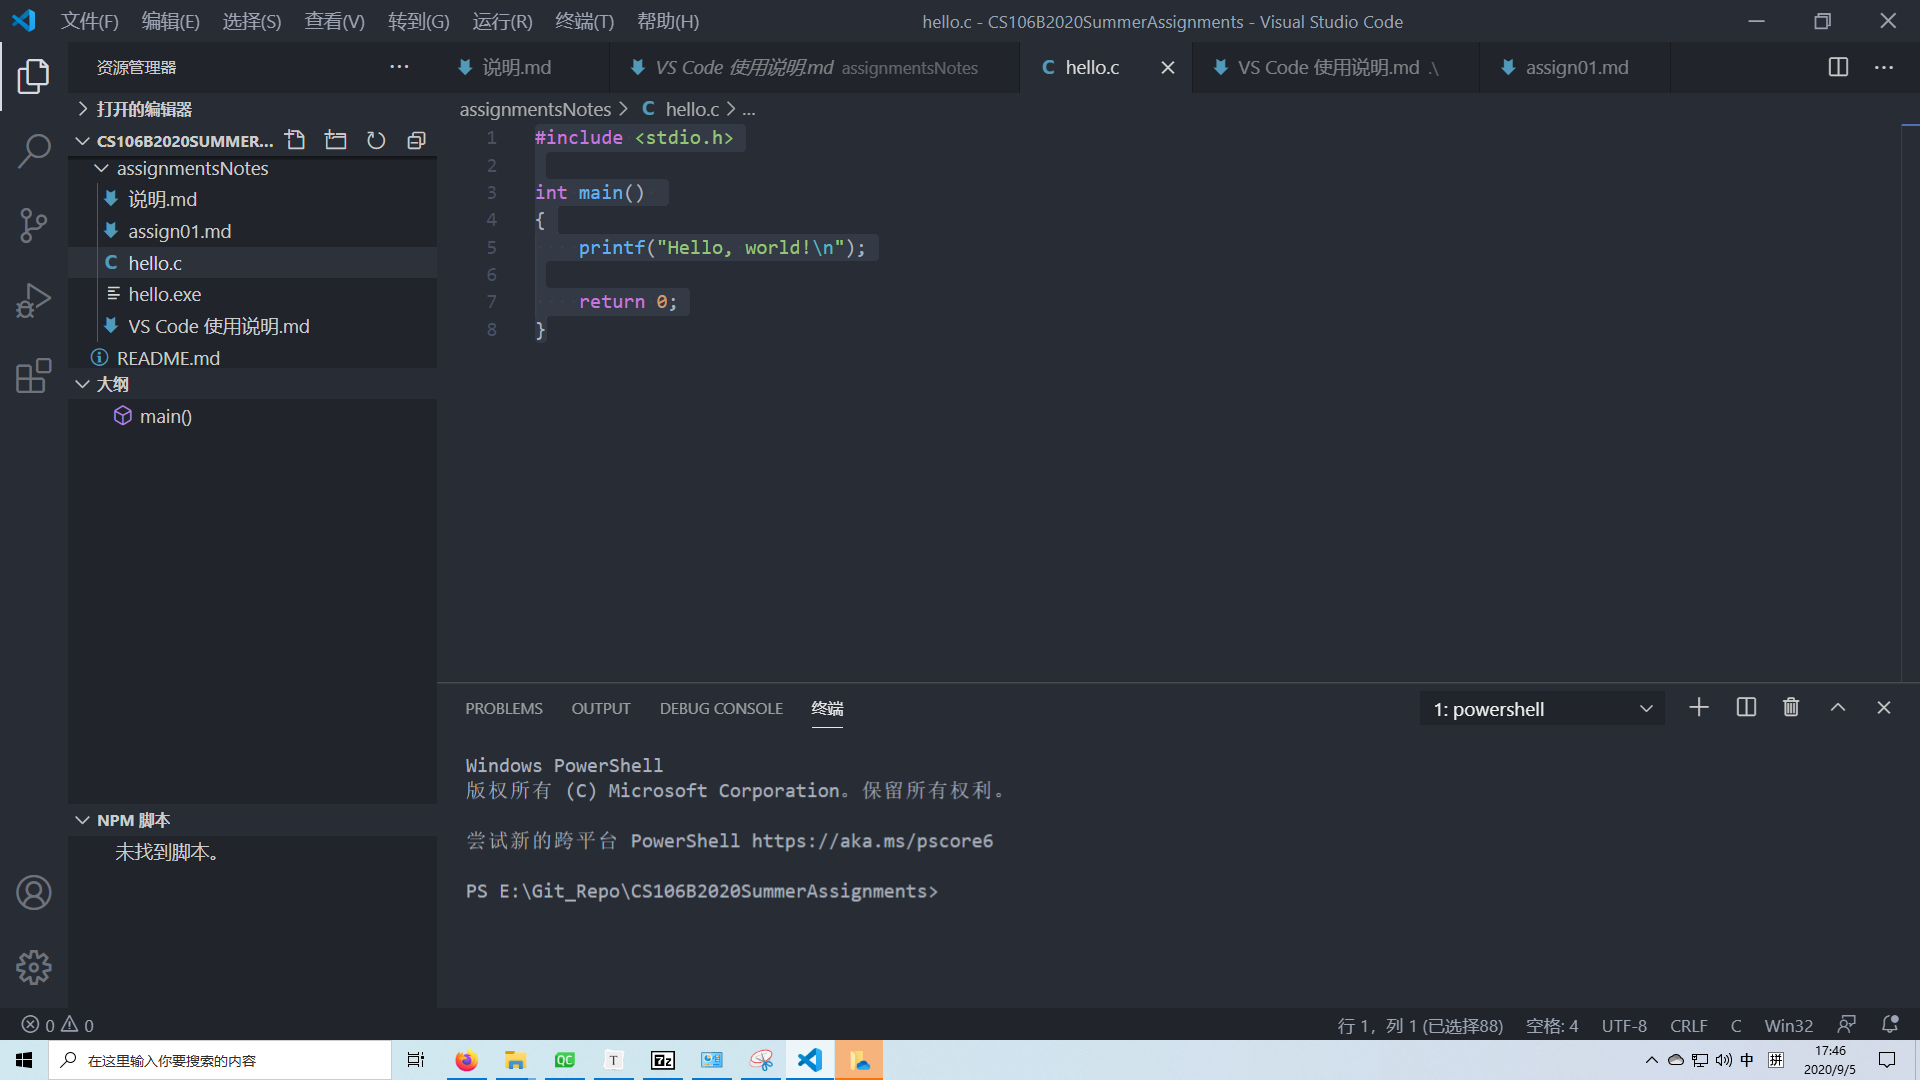 文件(F) 编辑(E) 选择(S) 查看(V) 转到(G) 运行(R) 终端(T) 帮助(H) hello.c - CS106B2020SummerAssignments - Visual Studio Code
资源管理器
说明.md VS Code 使用说明.md assignmentsNotes hello.c VS Code 使用说明.md .\ assign01.md
打开的编辑器
CS106B2020SUMMER...
assignmentsNotes
说明.md
assign01.md
hello.c
hello.exe
VS Code 使用说明.md
README.md
大纲
main()
NPM 脚本
未找到脚本。
assignmentsNotes > C hello.c > ...
1 #include <stdio.h>
2
3 int main()
4 {
5 printf("Hello, world!\n");
6
7 return 0;
8 }
PROBLEMS OUTPUT DEBUG CONSOLE 终端 1: powershell
Windows PowerShell
版权所有 (C) Microsoft Corporation。保留所有权利。
尝试新的跨平台 PowerShell https://aka.ms/pscore6
PS E:\Git_Repo\CS106B2020SummerAssignments>
0 0 行 1，列 1 (已选择88) 空格: 4 UTF-8 CRLF C Win32
在这里输入你要搜索的内容 QC T 7z 中 拼 17:46
2020/9/5